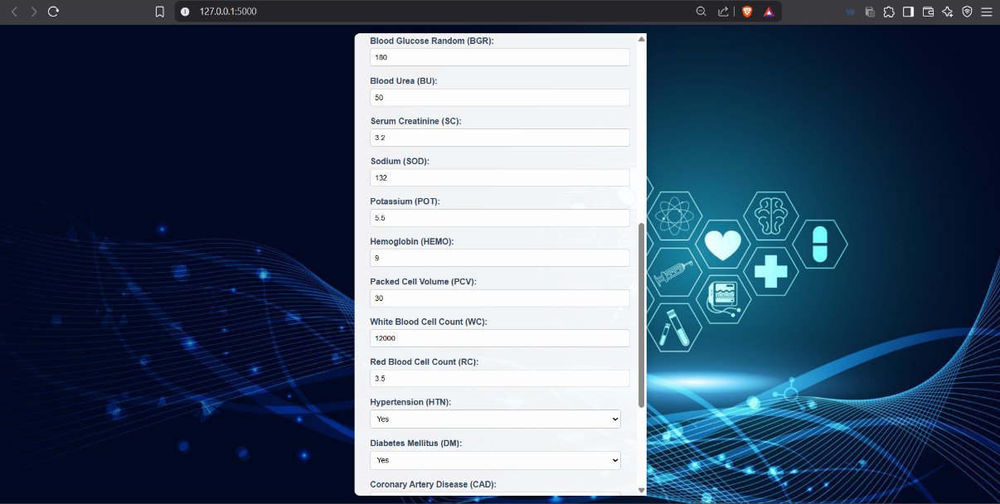 127.0.0.1:5000
Blood Glucose Random (BGR):
180
Blood Urea (BU):
50
Serum Creatinine (SC):
3.2
Sodium (SOD):
132
Potassium (POT):
5.5
Hemoglobin (HEMO):
9
Packed Cell Volume (PCV):
30
White Blood Cell Count (WC):
12000
Red Blood Cell Count (RC):
3.5
Hypertension (HTN):
Yes
Diabetes Mellitus (DM):
Yes
Coronary Artery Disease (CAD):